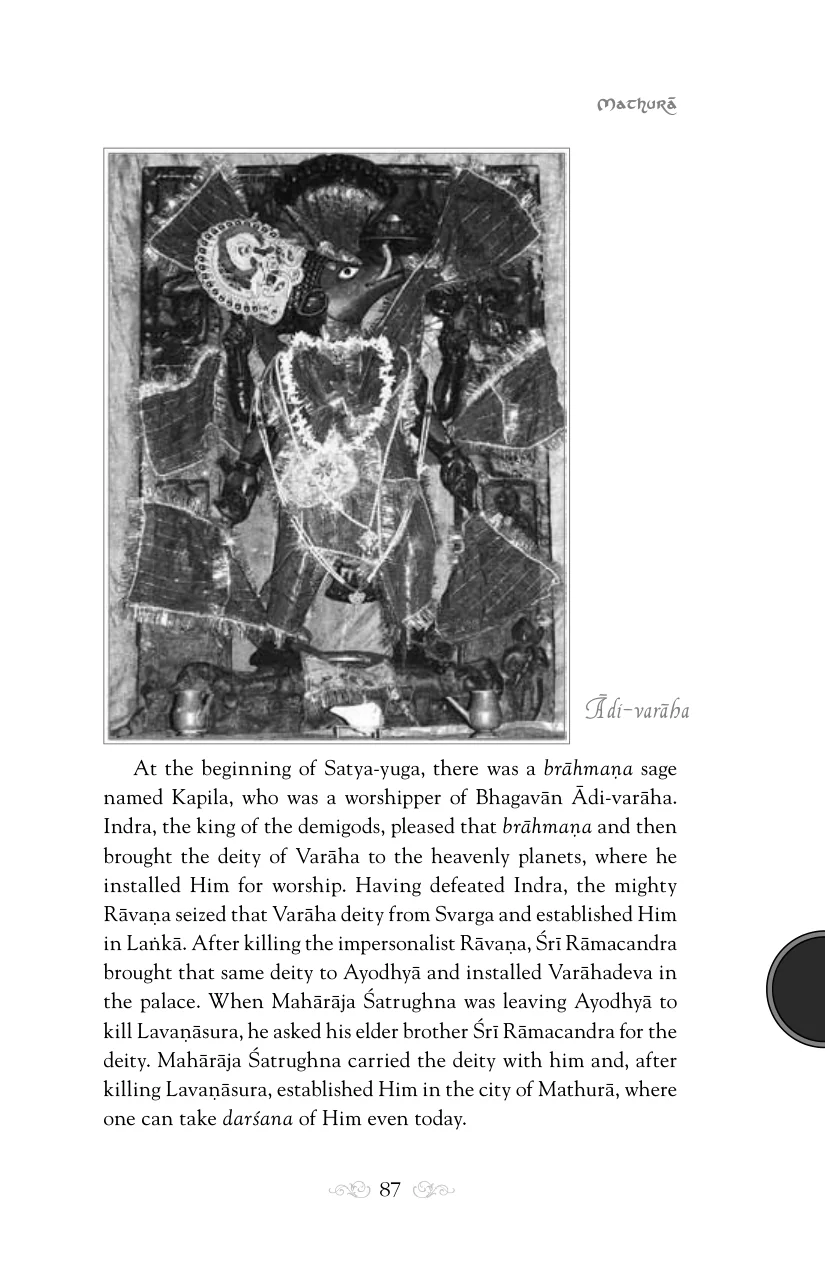 Mathurā
Ādi-varāha
At the beginning of Satya-yuga, there was a brāhmaṇa sage
named Kapila, who was a worshipper of Bhagavān Ādi-varāha.
Indra, the king of the demigods, pleased that brāhmaṇa and then
brought the deity of Varāha to the heavenly planets, where he
installed Him for worship. Having defeated Indra, the mighty
Rāvaṇa seized that Varāha deity from Svarga and established Him
in Laṅkā. After killing the impersonalist Rāvaṇa, Śrī Rāmacandra
brought that same deity to Ayodhyā and installed Varāhadeva in
the palace. When Mahārāja Śatrughna was leaving Ayodhyā to
kill Lavaṇāsura, he asked his elder brother Śrī Rāmacandra for the
deity. Mahārāja Śatrughna carried the deity with him and, after
killing Lavaṇāsura, established Him in the city of Mathurā, where
one can take darśana of Him even today.
87